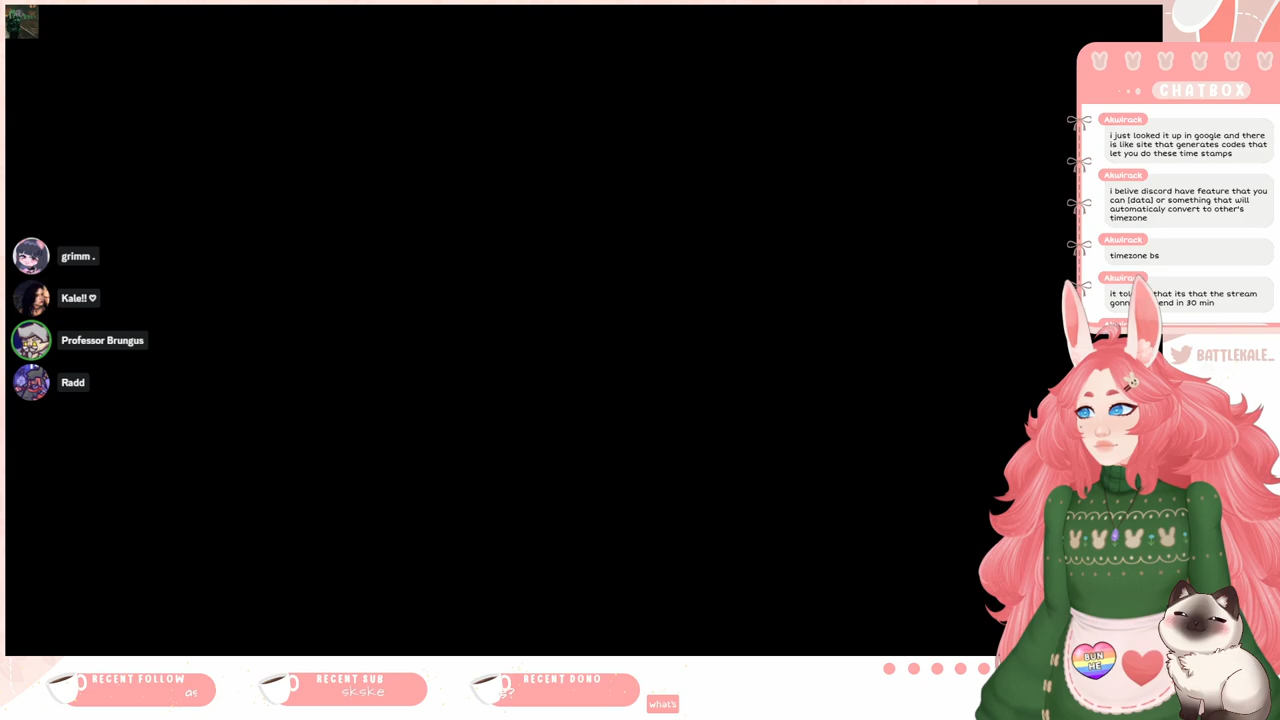 CHATBOX
Akwirack
i just looked it up in google and there
is like site that generates codes that
let you do these time stamps
Akwirack
i belive discord have feature that you
can [data] or something that will
automaticaly convert to other's
timezone
Akwirack
timezone bs
Akwirack
that its that the stream
end in 30 min
BATTLEKALE_
grimm .
Kale!! ♡
Professor Brungus
Radd
BUN
ME
RECENT FOLLOW
as
RECENT SUB
skske
RECENT DONO
s?
what's